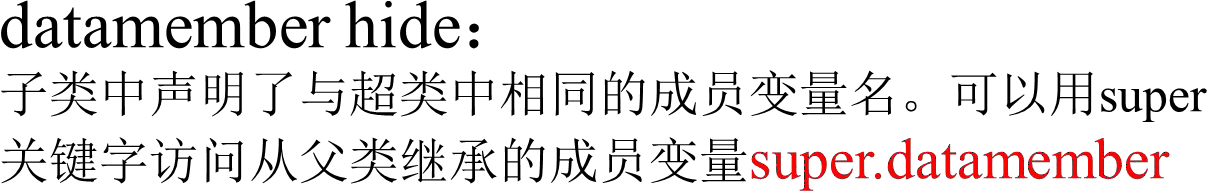 datamember hide：
子类中声明了与超类中相同的成员变量名。可以用super
关键字访问从父类继承的成员变量super.datamember